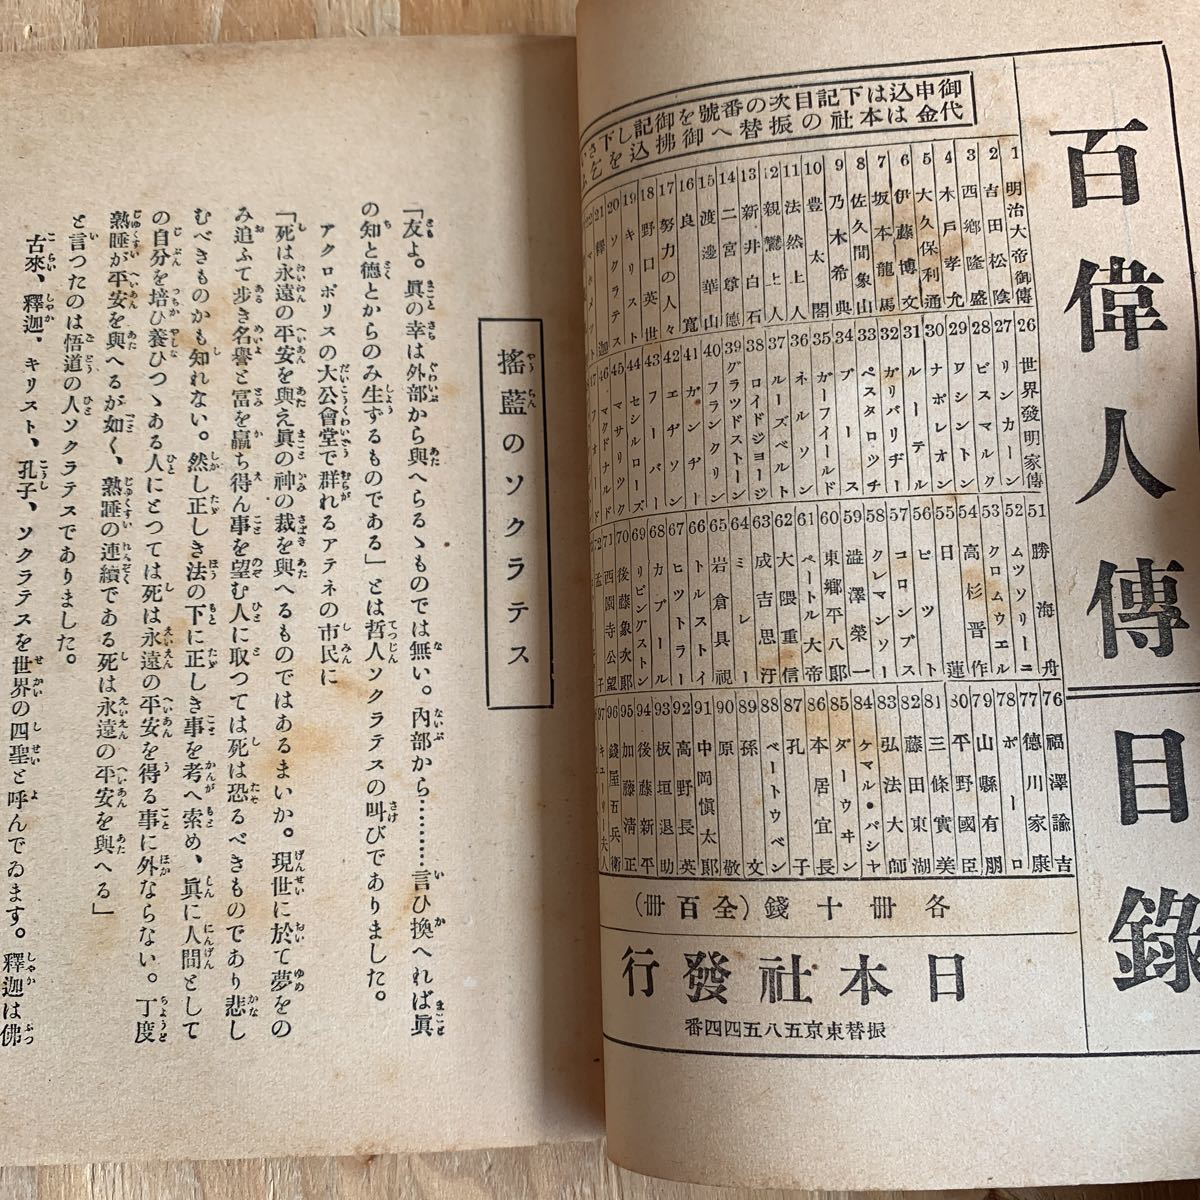 百偉人傳目錄
御申込は下記目次の番號を御記し下さい
代金は本社の振替へ御拂込を乞ふ
1 明治大帝御傳
2 吉田松陰
3 西郷隆盛
4 木戸孝允
5 大久保利通
6 伊藤博文
7 坂本龍馬
8 佐久間象山
9 乃木希典
10 豊太閤
11 法然上人
12 親鸞上人
13 新井白石
14 二宮尊德
15 渡邊華山
16 良寛
17 努力の人々
18 野口英世
19 キリスト
20 ソクラテス
21 釋迦
26 世界發明家傳
27 リンカーン
28 ビスマルク
29 ワシントン
30 ナポレオン
31 ルーテル
32 ガリバリヂー
33 ペスタロッチ
34 ブース
35 ガーフイールド
36 ネルソン
37 ルーズベルト
38 ロイドジョージ
39 グラッドストーン
40 フランクリン
41 ガンヂー
42 エヂソン
43 フーバー
44 セシルローズ
45 マサリック
46 マクドナルド
51 勝海舟
52 ムッソリーニ
53 クロムウエル
54 高杉晋作
55 日蓮
56 ピット
57 コロンブス
58 クレマンソー
59 澁澤榮一
60 東郷平八郎
61 ペートル大帝
62 大隈重信
63 成吉思汗
64 ミレー
65 岩倉具視
66 トルストイ
67 ヒットラー
68 カブール
69 リビングストン
70 後藤象次郎
71 西園寺公望
72 孟子
76 福澤諭吉
77 德川家康
78 ポーロ
79 山縣有朋
80 平野國臣
81 三條實美
82 藤田東湖
83 弘法大師
84 ケマル・パシヤ
85 ダーウヰン
86 本居宜長
87 孔子
88 ベートウベン
89 孫文
90 原敬
91 中岡愼太郎
92 高野長英
93 板垣退助
94 後藤新平
95 加藤清正
96 錢屋五兵衛
97 キューリー夫人
各册十錢(全百册)
日本社發行
振替東京五八五四四番
搖藍のソクラテス
「友よ。眞の幸は外部から與へらるゝものでは無い。內部から………言ひ換へれば眞
の知と德とからのみ生ずるものである」とは哲人ソクラテスの叫びでありました。
アクロポリスの大公會堂で群れるアテネの市民に
「死は永遠の平安を與え眞の神の裁を與へるものではあるまいか。現世に於て夢をの
み追ふて步き名譽と富を贏ち得ん事を望む人に取つては死は恐るべきものであり悲し
むべきものかも知れない。然し正しき法の下に正しき事を考へ索め、眞に人間として
の自分を培ひ養ひつゝある人にとつては死は永遠の平安を得る事に外ならない。丁度
熟睡が平安を與へるが如く、熟睡の連續である死は永遠の平安を與へる」
と言つたのは悟道の人ソクラテスでありました。
古來、釋迦、キリスト、孔子、ソクラテスを世界の四聖と呼んでゐます。釋迦は佛